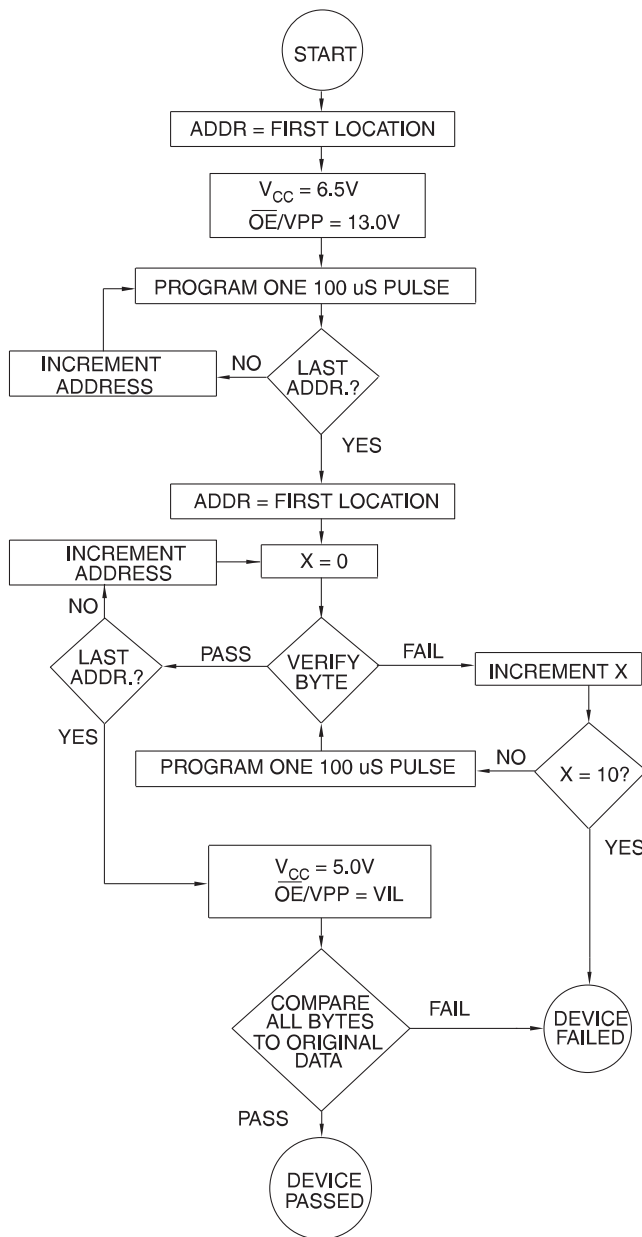 START
ADDR = FIRST LOCATION
VCC = 6.5V
OE/VPP = 13.0V
PROGRAM ONE 100 uS PULSE
INCREMENT
ADDRESS
NO
LAST
ADDR.?
YES
ADDR = FIRST LOCATION
INCREMENT
ADDRESS
X = 0
NO
LAST
ADDR.?
PASS
VERIFY
BYTE
FAIL
INCREMENT X
YES
PROGRAM ONE 100 uS PULSE
NO
X = 10?
YES
VCC = 5.0V
OE/VPP = VIL
COMPARE
ALL BYTES
TO ORIGINAL
DATA
FAIL
DEVICE
FAILED
PASS
DEVICE
PASSED